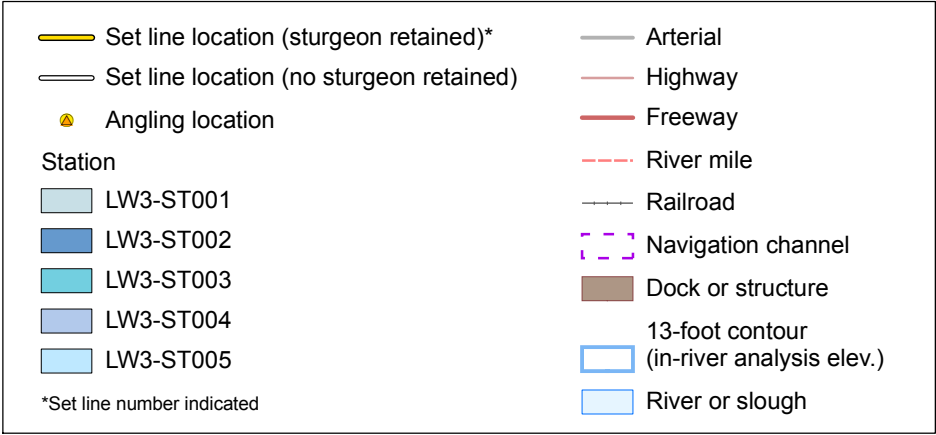 Set line location (sturgeon retained)*
Set line location (no sturgeon retained)
Angling location
Station
LW3-ST001
LW3-ST002
LW3-ST003
LW3-ST004
LW3-ST005
*Set line number indicated
Arterial
Highway
Freeway
River mile
Railroad
Navigation channel
Dock or structure
13-foot contour
(in-river analysis elev.)
River or slough